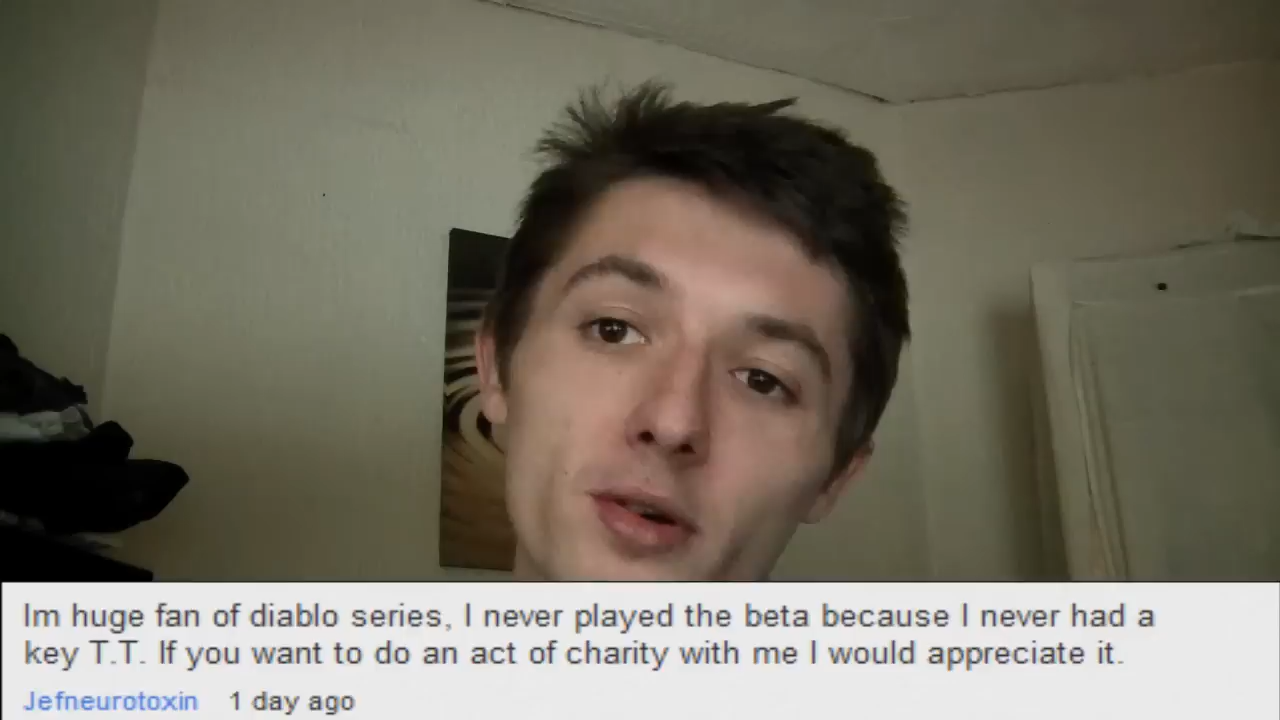 Im huge fan of diablo series, I never played the beta because I never had a
key T.T. If you want to do an act of charity with me I would appreciate it.
Jefneurotoxin 1 day ago